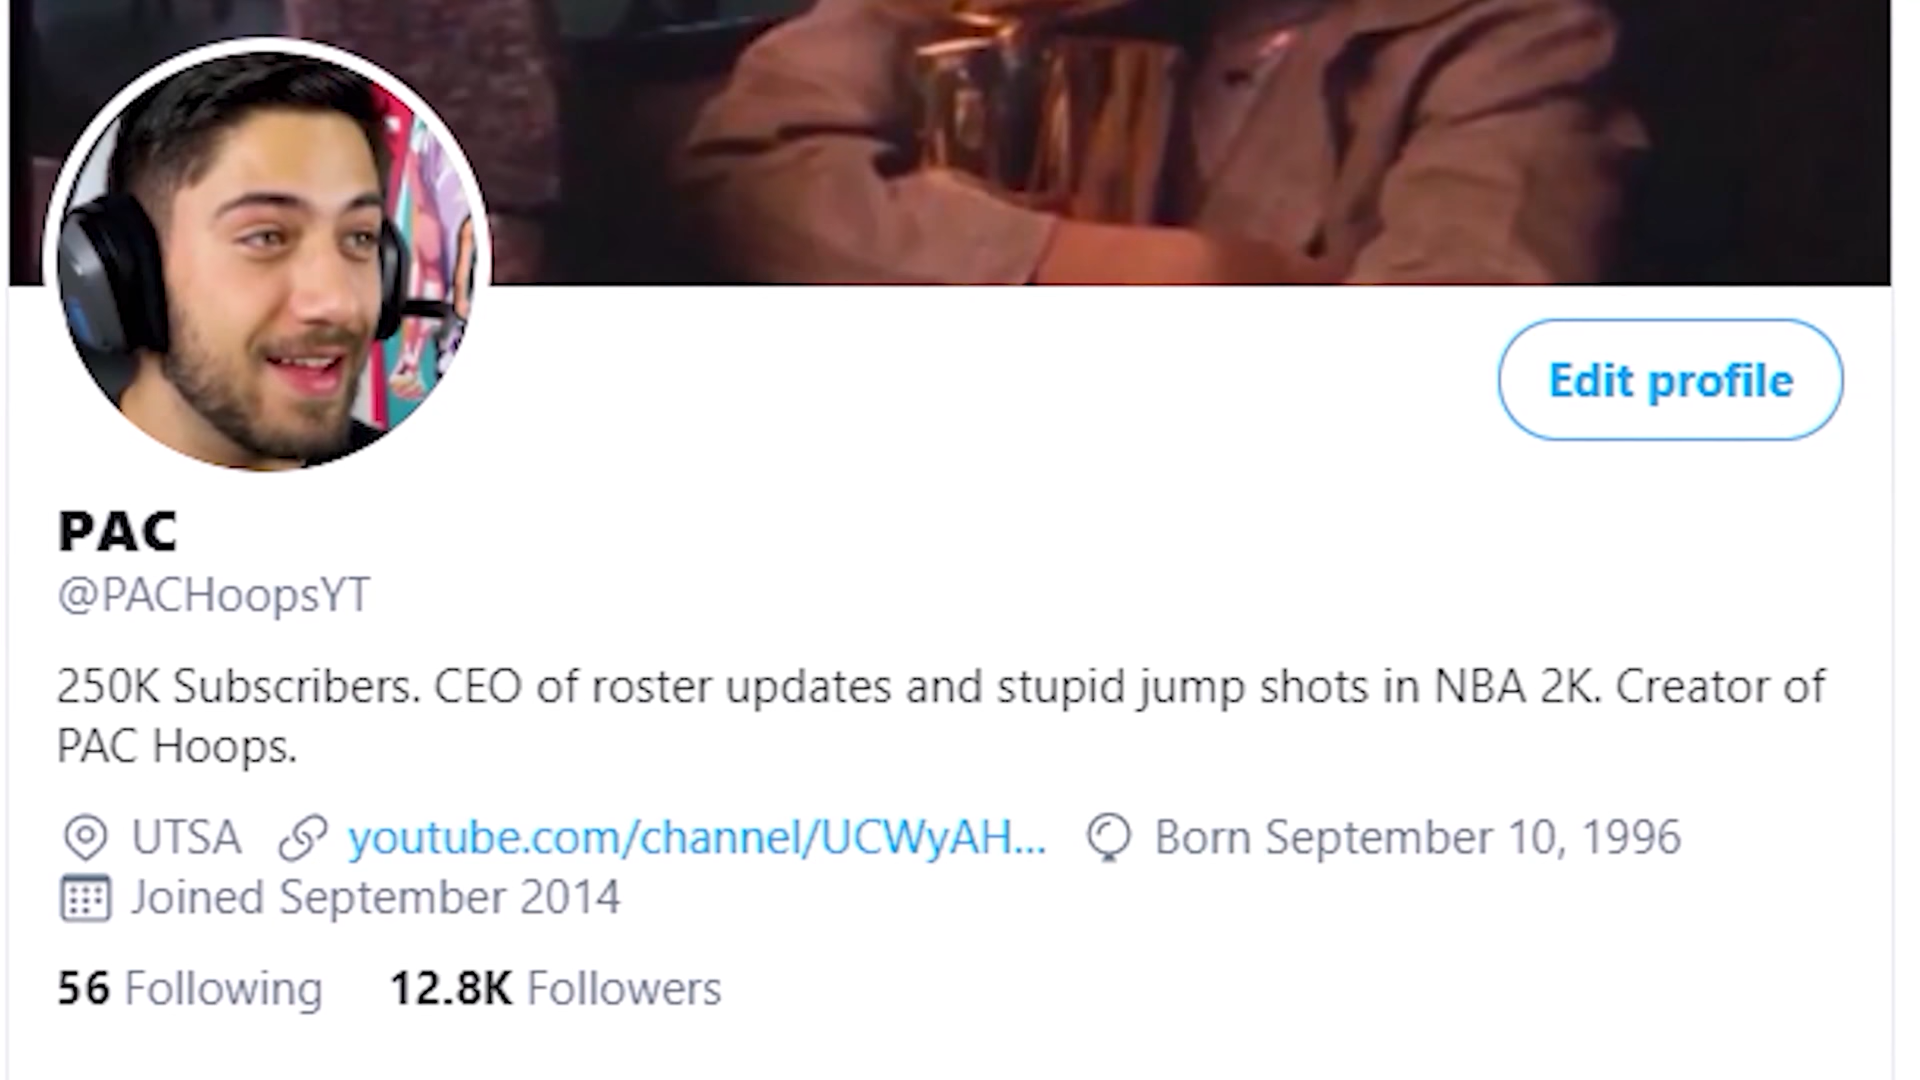 Edit profile
PAC
@PACHoopsYT
250K Subscribers. CEO of roster updates and stupid jump shots in NBA 2K. Creator of
PAC Hoops.
UTSA youtube.com/channel/UCWyAH... Born September 10, 1996
Joined September 2014
56 Following 12.8K Followers